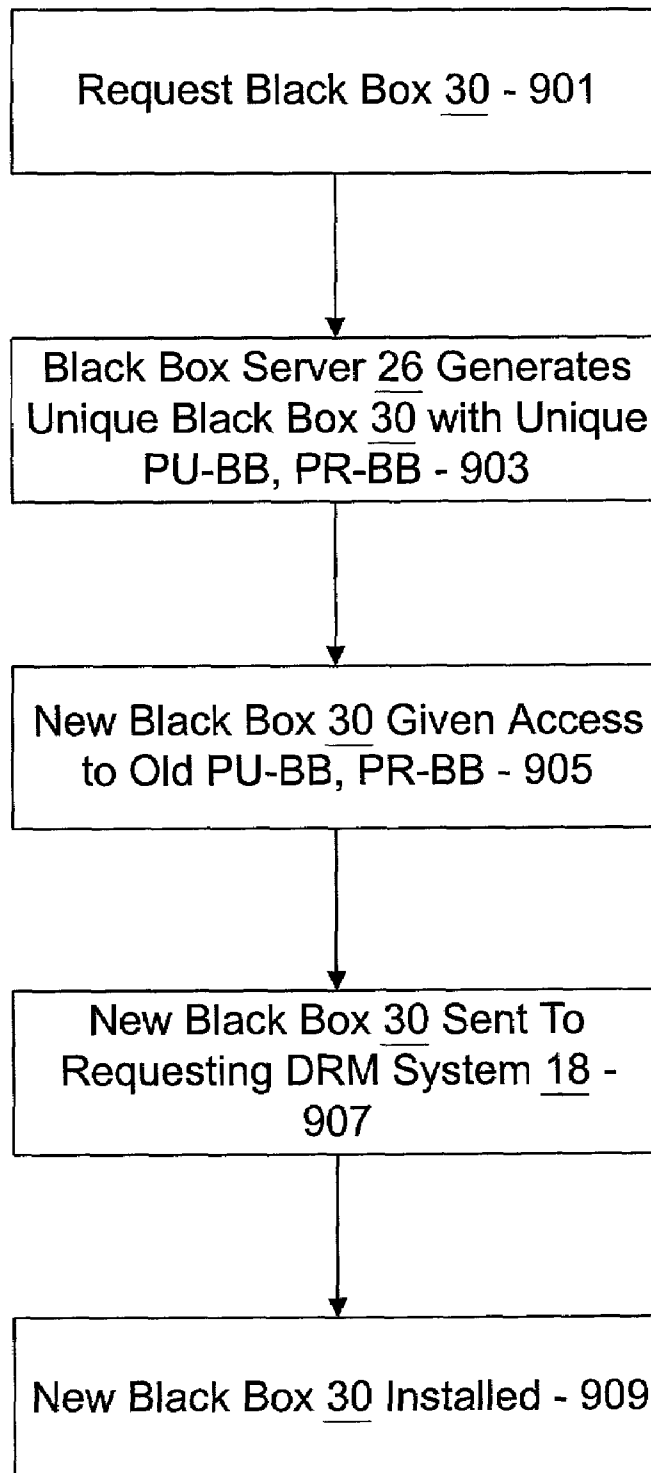 Request Black Box 30 - 901
Black Box Server 26 Generates
Unique Black Box 30 with Unique
PU-BB, PR-BB - 903
New Black Box 30 Given Access
to Old PU-BB, PR-BB - 905
New Black Box 30 Sent To
Requesting DRM System 18 -
907
New Black Box 30 Installed - 909